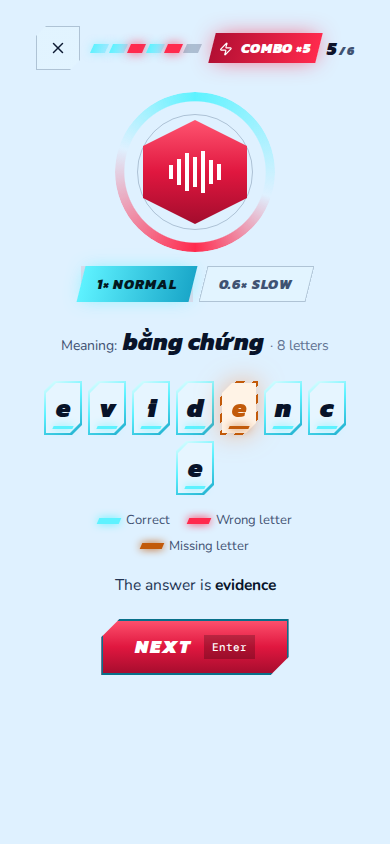 COMBO ×5 5 / 6
1× NORMAL 0.6× SLOW
Meaning: bằng chứng · 8 letters
e v i d e n c
e
Correct Wrong letter
Missing letter
The answer is evidence
NEXT Enter